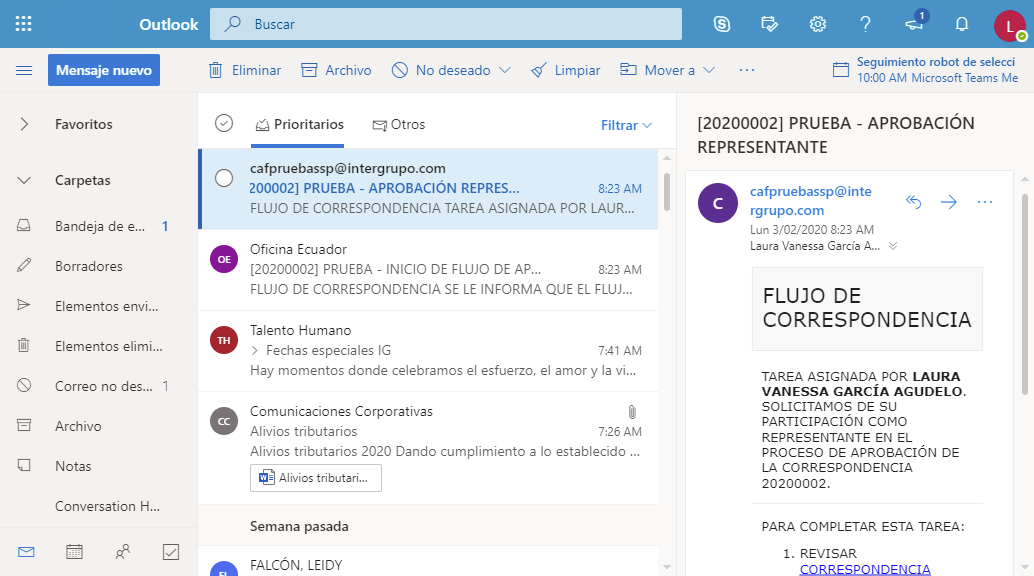 Outlook
Buscar
1
L
Mensaje nuevo
Eliminar
Archivo
No deseado
Limpiar
Mover a
Seguimiento robot de selecci
10:00 AM Microsoft Teams Me
Favoritos
Carpetas
Bandeja de e... 1
Borradores
Elementos envi...
Elementos elimi...
Correo no des... 1
Archivo
Notas
Conversation H...
Prioritarios
Otros
Filtrar
cafpruebassp@intergrupo.com
200002] PRUEBA - APROBACIÓN REPRES... 8:23 AM
FLUJO DE CORRESPONDENCIA TAREA ASIGNADA POR LAUR...
OE
Oficina Ecuador
[20200002] PRUEBA - INICIO DE FLUJO DE AP... 8:23 AM
FLUJO DE CORRESPONDENCIA SE LE INFORMA QUE EL FLUJ...
TH
Talento Humano
Fechas especiales IG 7:41 AM
Hay momentos donde celebramos el esfuerzo, el amor y la vi...
CC
Comunicaciones Corporativas
Alivios tributarios 7:26 AM
Alivios tributarios 2020 Dando cumplimiento a lo establecido ...
Alivios tributari...
Semana pasada
FL
FALCÓN, LEIDY
[20200002] PRUEBA - APROBACIÓN
REPRESENTANTE
C
cafpruebassp@inte
rgrupo.com
Lun 3/02/2020 8:23 AM
Laura Vanessa García A...
FLUJO DE
CORRESPONDENCIA
TAREA ASIGNADA POR LAURA
VANESSA GARCÍA AGUDELO.
SOLICITAMOS DE SU
PARTICIPACIÓN COMO
REPRESENTANTE EN EL
PROCESO DE APROBACIÓN DE
LA CORRESPONDENCIA
20200002.
PARA COMPLETAR ESTA TAREA:
1. REVISAR
CORRESPONDENCIA